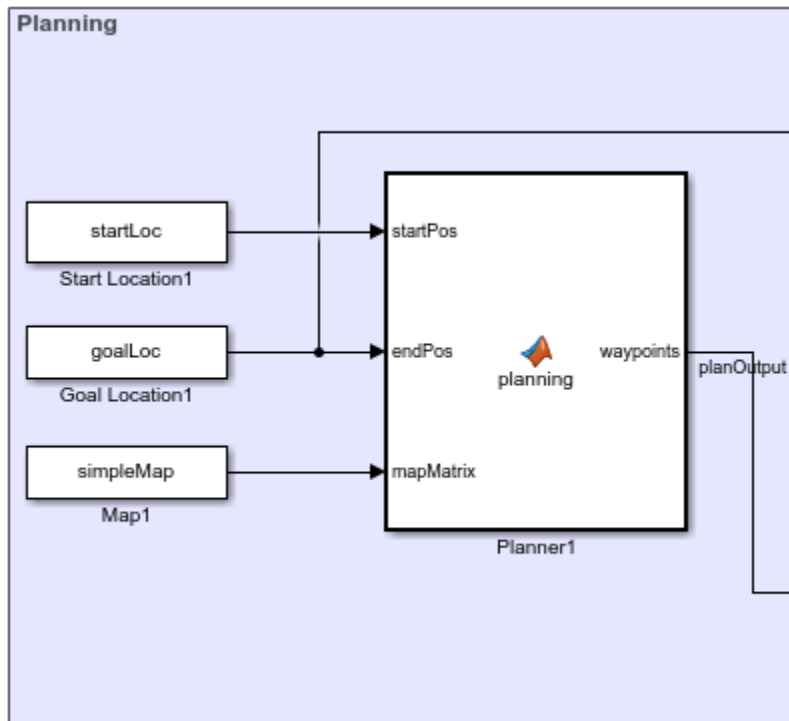 Planning
startLoc
Start Location1
goalLoc
Goal Location1
simpleMap
Map1
startPos
endPos
mapMatrix
planning
waypoints
Planner1
planOutput